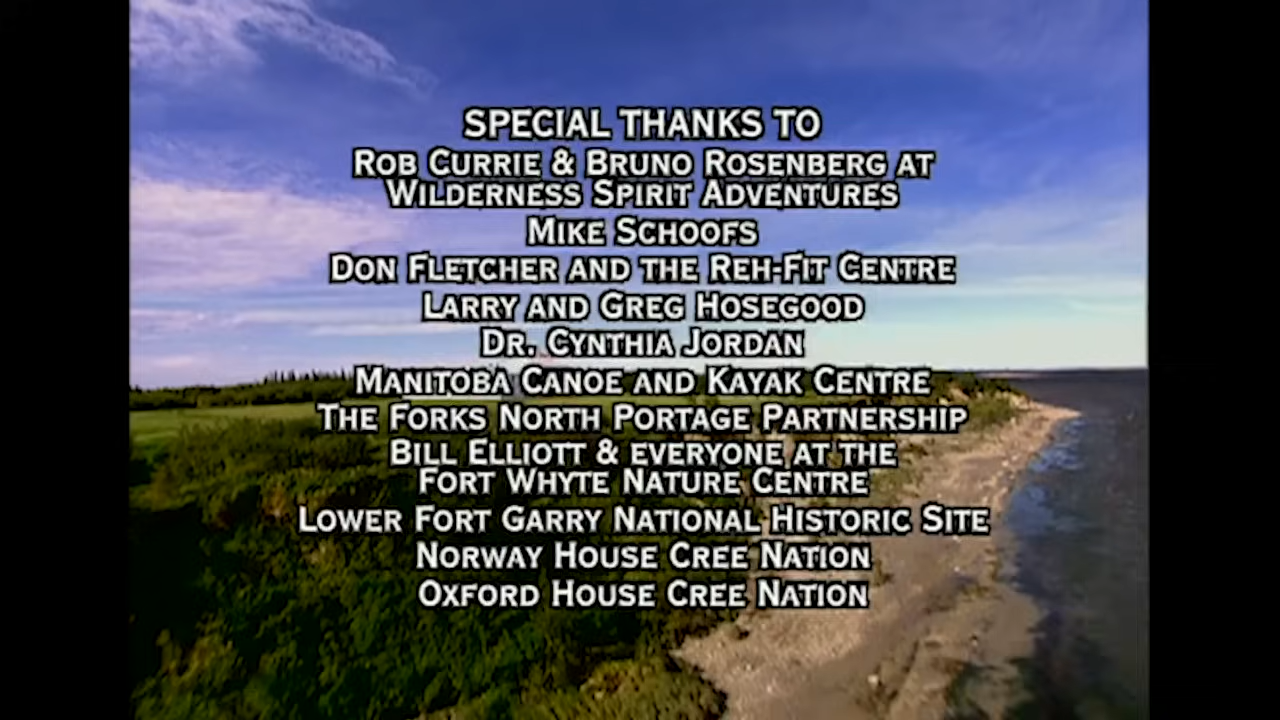 SPECIAL THANKS TO
ROB CURRIE & BRUNO ROSENBERG AT
WILDERNESS SPIRIT ADVENTURES
MIKE SCHOOFS
DON FLETCHER AND THE REH-FIT CENTRE
LARRY AND GREG HOSEGOOD
DR. CYNTHIA JORDAN
MANITOBA CANOE AND KAYAK CENTRE
THE FORKS NORTH PORTAGE PARTNERSHIP
BILL ELLIOTT & EVERYONE AT THE
FORT WHYTE NATURE CENTRE
LOWER FORT GARRY NATIONAL HISTORIC SITE
NORWAY HOUSE CREE NATION
OXFORD HOUSE CREE NATION